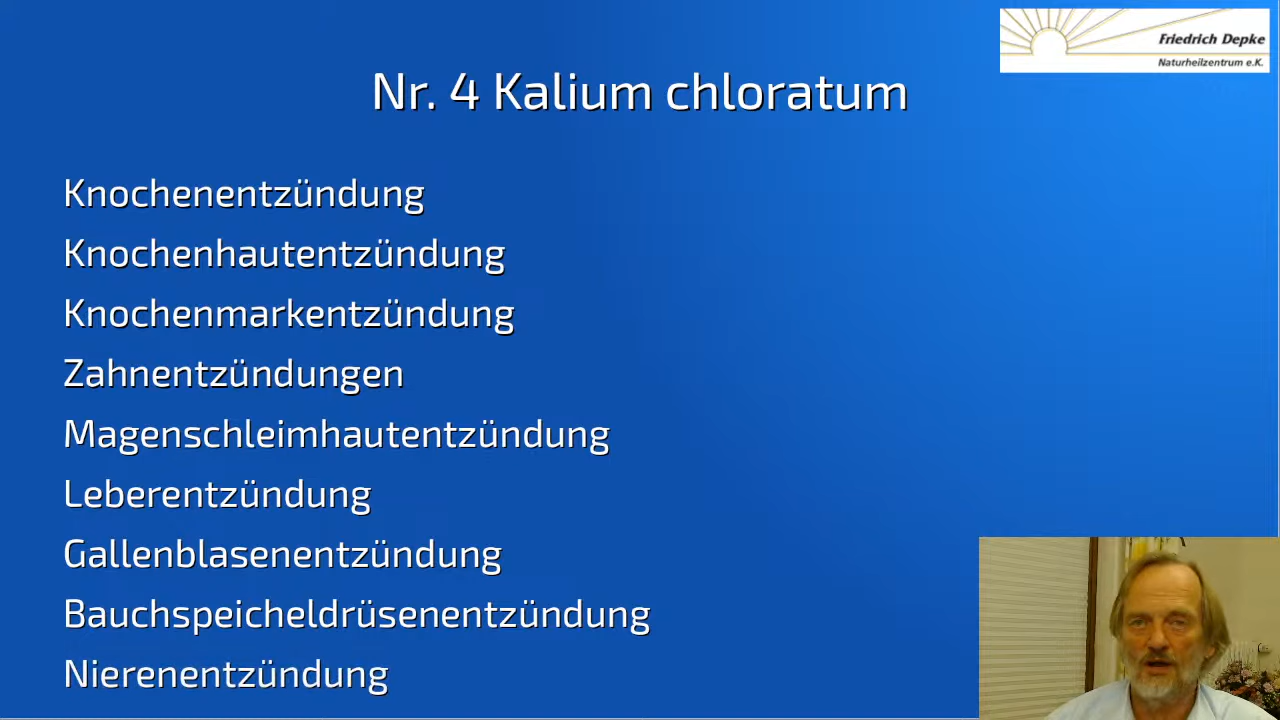 Friedrich Depke
Naturheilzentrum e.K.
Nr. 4 Kalium chloratum
Knochenentzündung
Knochenhautentzündung
Knochenmarkentzündung
Zahnentzündungen
Magenschleimhautentzündung
Leberentzündung
Gallenblasenentzündung
Bauchspeicheldrüsenentzündung
Nierenentzündung